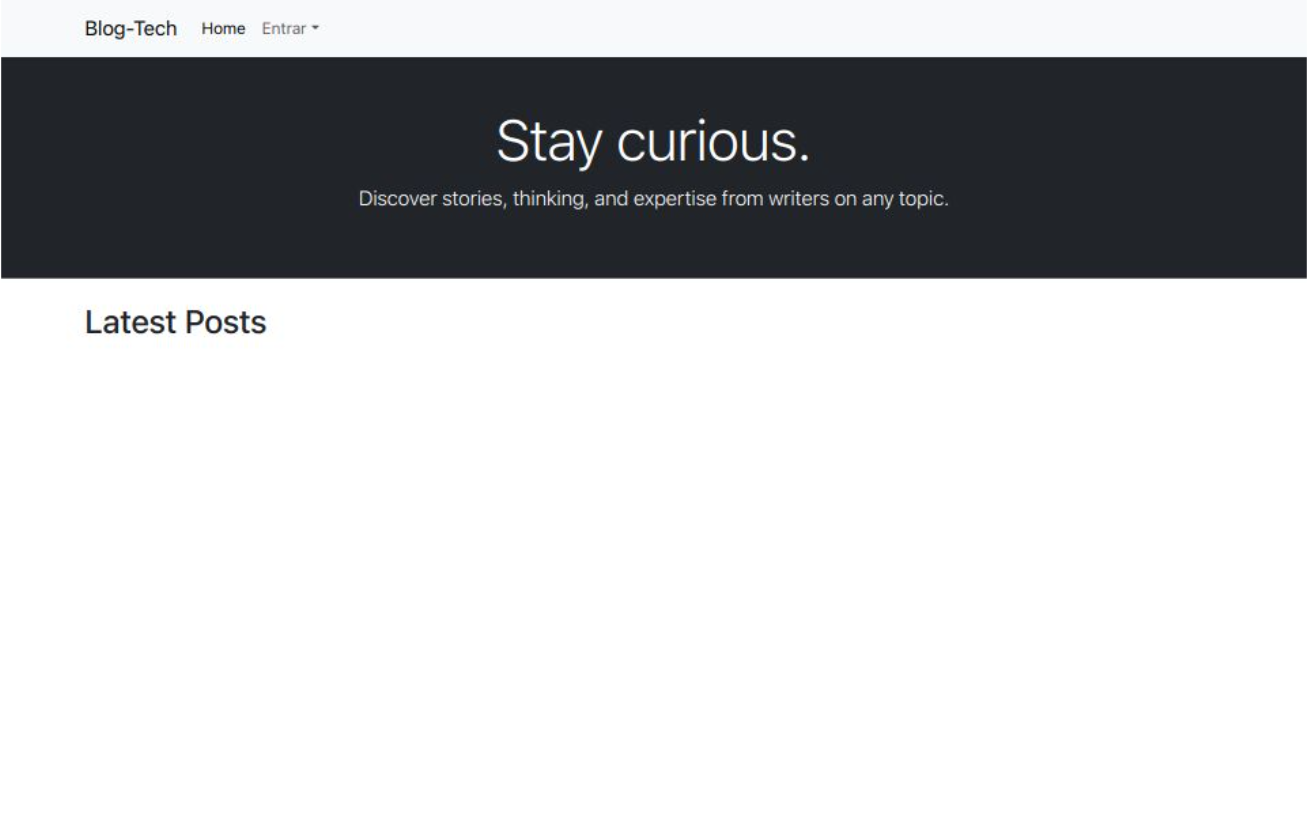 Blog-Tech Home Entrar
Stay curious.
Discover stories, thinking, and expertise from writers on any topic.
Latest Posts